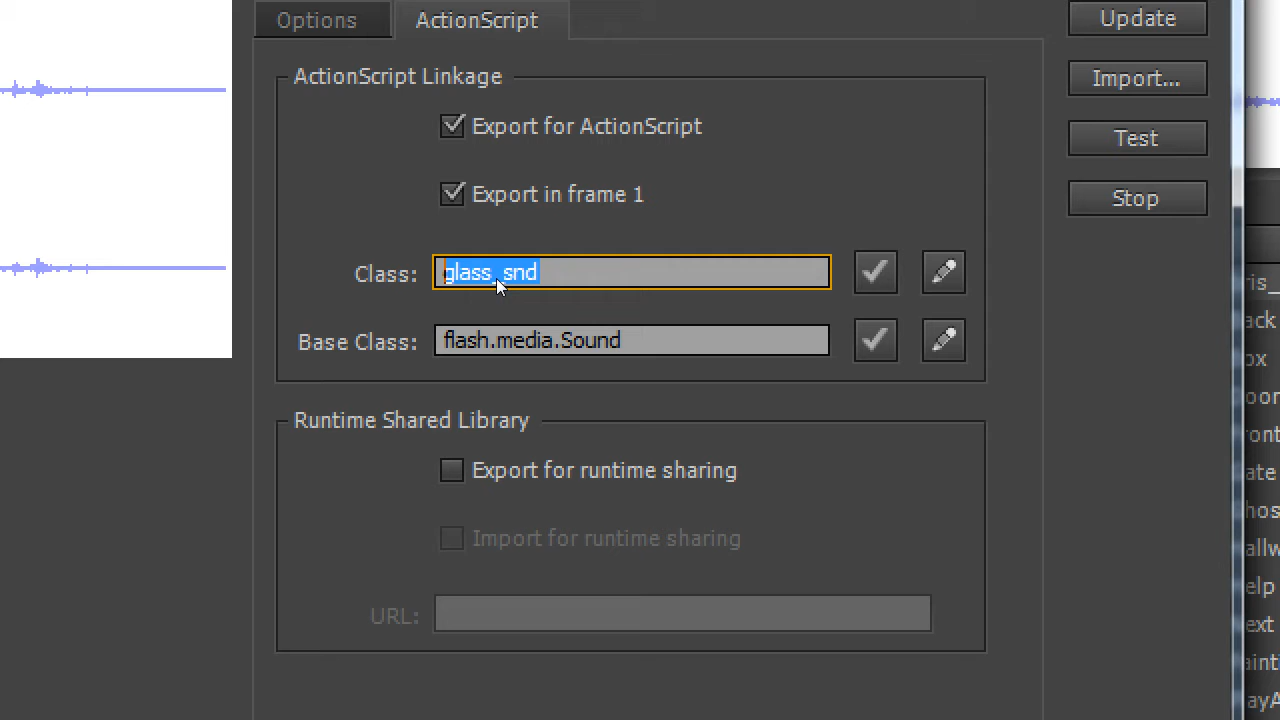 Options
ActionScript
Update
ActionScript Linkage
Import...
Export for ActionScript
Test
Export in frame 1
Stop
Class:
glass_snd
Base Class:
flash.media.Sound
Runtime Shared Library
Export for runtime sharing
Import for runtime sharing
URL: